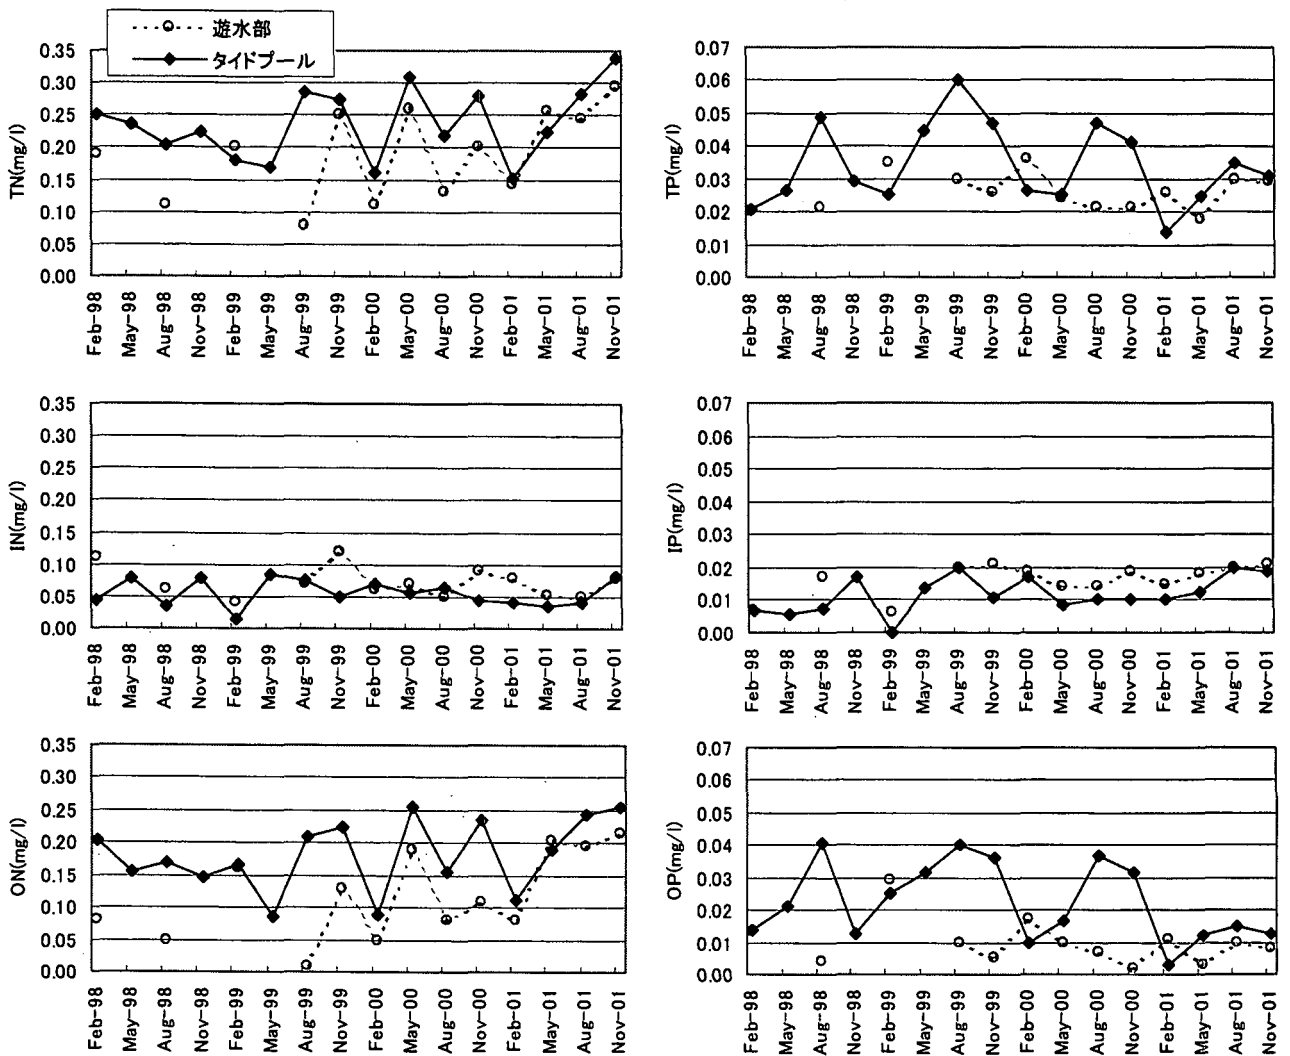 遊水部
タイドプール
0.35
0.30
0.25
0.20
0.15
0.10
0.05
0.00
TN(mg/l)
Feb-98
May-98
Aug-98
Nov-98
Feb-99
May-99
Aug-99
Nov-99
Feb-00
May-00
Aug-00
Nov-00
Feb-01
May-01
Aug-01
Nov-01
0.07
0.06
0.05
0.04
0.03
0.02
0.01
0.00
TP(mg/l)
Feb-98
May-98
Aug-98
Nov-98
Feb-99
May-99
Aug-99
Nov-99
Feb-00
May-00
Aug-00
Nov-00
Feb-01
May-01
Aug-01
Nov-01
0.35
0.30
0.25
0.20
0.15
0.10
0.05
0.00
IN(mg/l)
Feb-98
May-98
Aug-98
Nov-98
Feb-99
May-99
Aug-99
Nov-99
Feb-00
May-00
Aug-00
Nov-00
Feb-01
May-01
Aug-01
Nov-01
0.07
0.06
0.05
0.04
0.03
0.02
0.01
0.00
IP(mg/l)
Feb-98
May-98
Aug-98
Nov-98
Feb-99
May-99
Aug-99
Nov-99
Feb-00
May-00
Aug-00
Nov-00
Feb-01
May-01
Aug-01
Nov-01
0.35
0.30
0.25
0.20
0.15
0.10
0.05
0.00
ON(mg/l)
Feb-98
May-98
Aug-98
Nov-98
Feb-99
May-99
Aug-99
Nov-99
Feb-00
May-00
Aug-00
Nov-00
Feb-01
May-01
Aug-01
Nov-01
0.07
0.06
0.05
0.04
0.03
0.02
0.01
0.00
OP(mg/l)
Feb-98
May-98
Aug-98
Nov-98
Feb-99
May-99
Aug-99
Nov-99
Feb-00
May-00
Aug-00
Nov-00
Feb-01
May-01
Aug-01
Nov-01